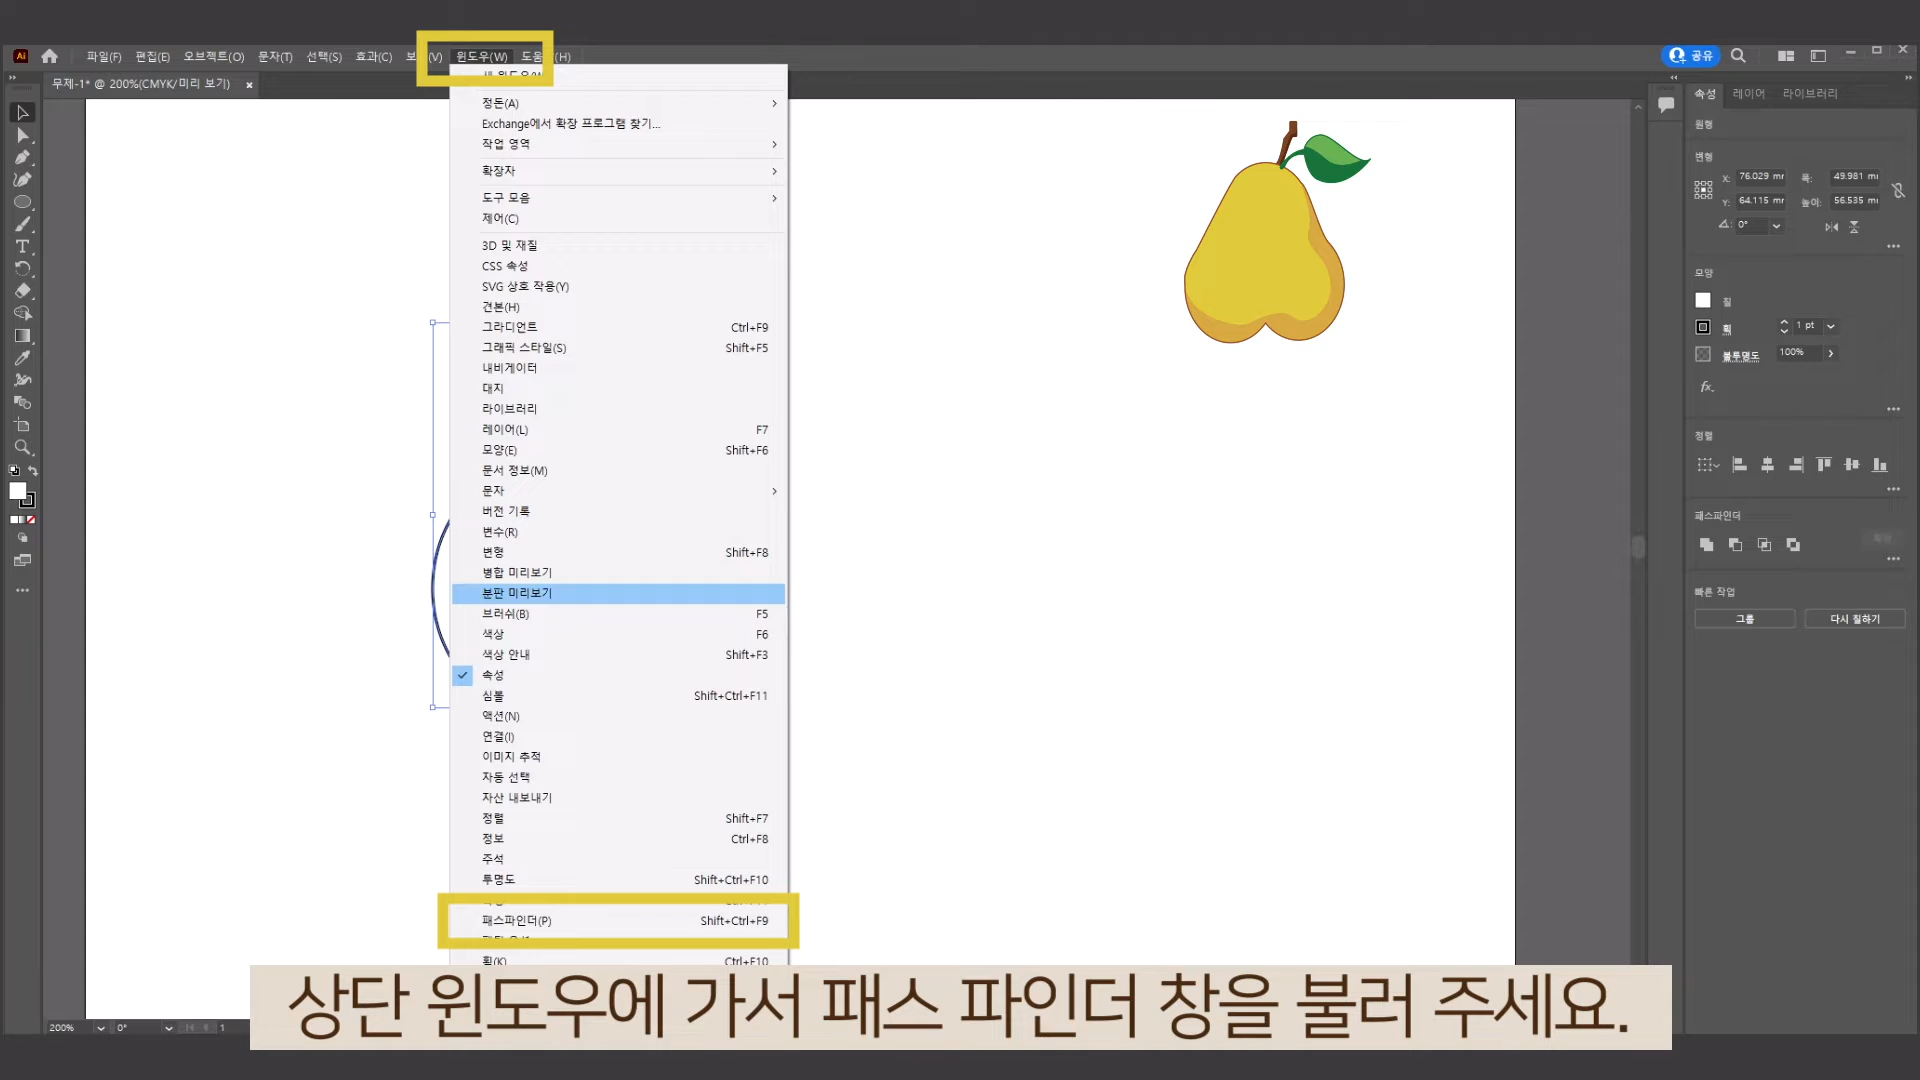 Ai 파일(F) 편집(E) 오브젝트(O) 문자(T) 선택(S) 효과(C) (V) 윈도우(W) 도움 (H) 공유
무제-1* @ 200%(CMYK/미리 보기) ×
정돈(A)
Exchange에서 확장 프로그램 찾기...
작업 영역
확장자
도구 모음
제어(C)
3D 및 재질
CSS 속성
SVG 상호 작용(Y)
견본(H)
그라디언트 Ctrl+F9
그래픽 스타일(S) Shift+F5
내비게이터
대지
라이브러리
레이어(L) F7
모양(E) Shift+F6
문서 정보(M)
문자
버전 기록
변수(R)
변형 Shift+F8
병합 미리보기
분판 미리보기
브러쉬(B) F5
색상 F6
색상 안내 Shift+F3
속성
심볼 Shift+Ctrl+F11
액션(N)
연결(I)
이미지 추적
자동 선택
자산 내보내기
정렬 Shift+F7
정보 Ctrl+F8
주석
투명도 Shift+Ctrl+F10
패스파인더(P) Shift+Ctrl+F9
획(K) Ctrl+F10
속성 레이어 라이브러리
원형
변형
X: 76.029 mr 폭: 49.981 mr
Y: 64.115 mr 높이: 56.535 mr
0°
모양
칠
획 1 pt
불투명도 100%
fx.
정렬
패스파인더
빠른 작업
그룹 다시 칠하기
200% 0° 1
상단 윈도우에 가서 패스 파인더 창을 불러 주세요.